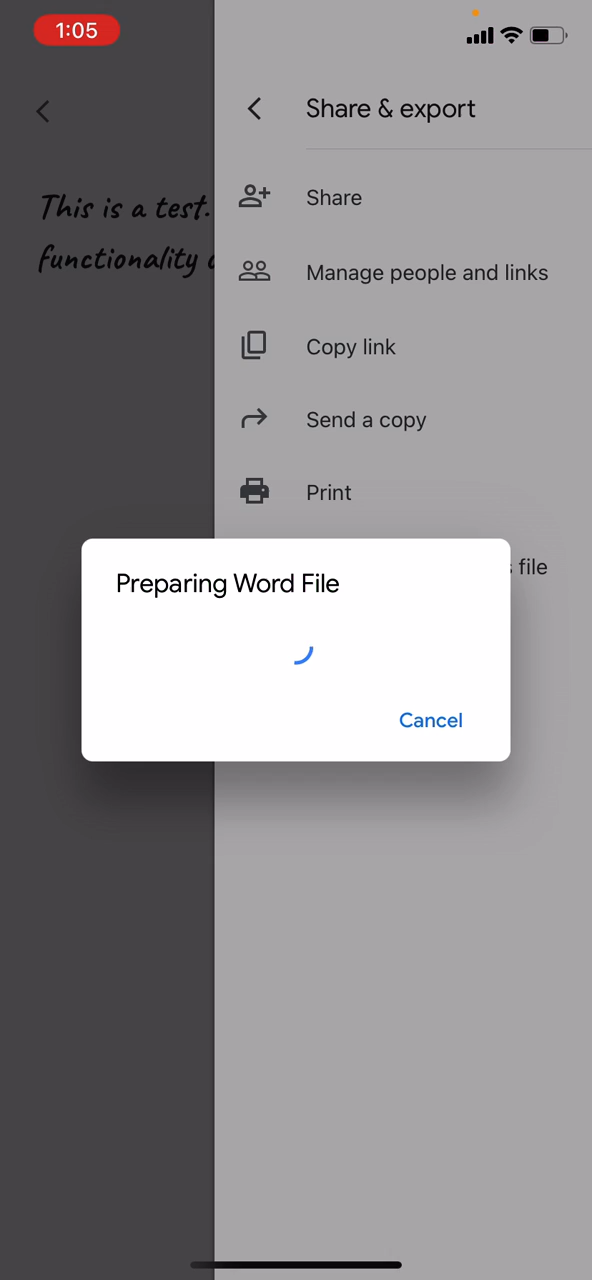 1:05
Share & export
This is a test.
functionality
Share
Manage people and links
Copy link
Send a copy
Print
file
Preparing Word File
Cancel